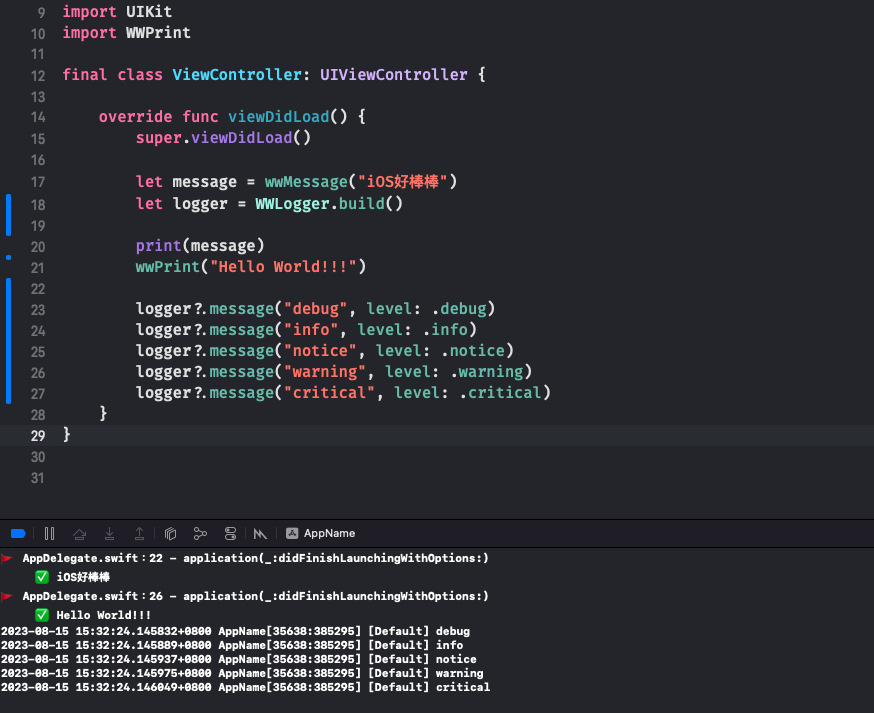 9 import UIKit
10 import WWPrint
11
12 final class ViewController: UIViewController {
13
14 override func viewDidLoad() {
15 super.viewDidLoad()
16
17 let message = wwMessage("iOS好棒棒")
18 let logger = WWLogger.build()
19
20 print(message)
21 wwPrint("Hello World!!!")
22
23 logger?.message("debug", level: .debug)
24 logger?.message("info", level: .info)
25 logger?.message("notice", level: .notice)
26 logger?.message("warning", level: .warning)
27 logger?.message("critical", level: .critical)
28 }
29 }
30
31
AppName
🚩 AppDelegate.swift:22 - application(_:didFinishLaunchingWithOptions:)
✅ iOS好棒棒
🚩 AppDelegate.swift:26 - application(_:didFinishLaunchingWithOptions:)
✅ Hello World!!!
2023-08-15 15:32:24.145832+0800 AppName[35638:385295] [Default] debug
2023-08-15 15:32:24.145889+0800 AppName[35638:385295] [Default] info
2023-08-15 15:32:24.145937+0800 AppName[35638:385295] [Default] notice
2023-08-15 15:32:24.145975+0800 AppName[35638:385295] [Default] warning
2023-08-15 15:32:24.146049+0800 AppName[35638:385295] [Default] critical